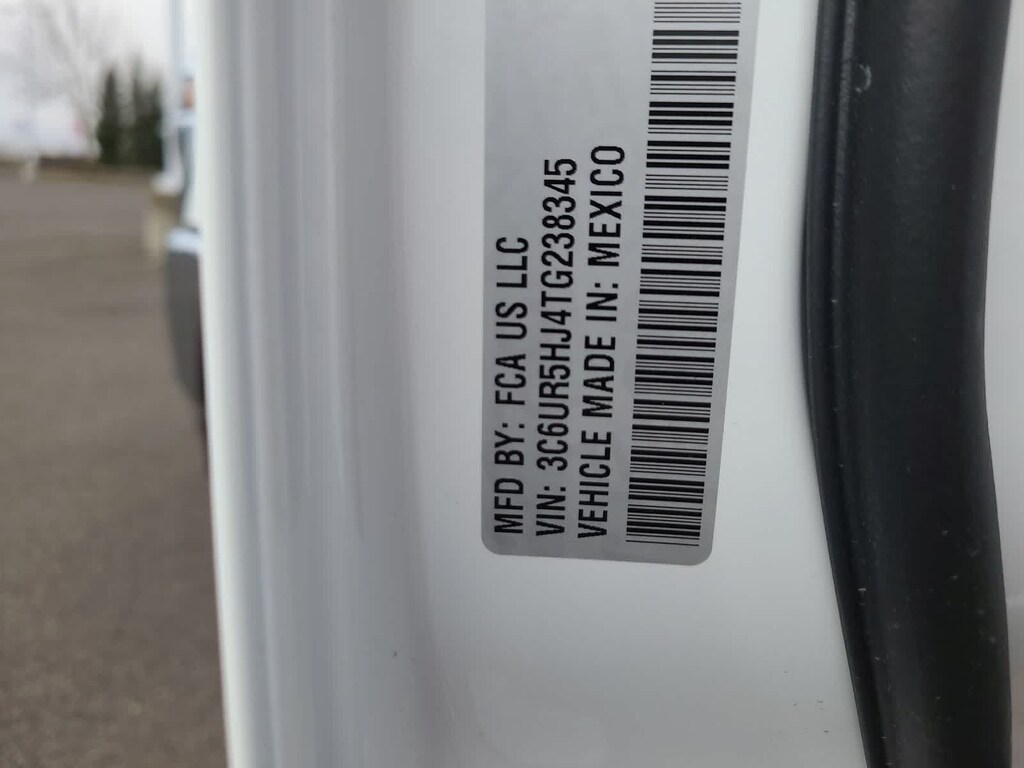 MFD BY: FCA US LLC
VIN: 3C6UR5HJ4TG238345
VEHICLE MADE IN: MEXICO